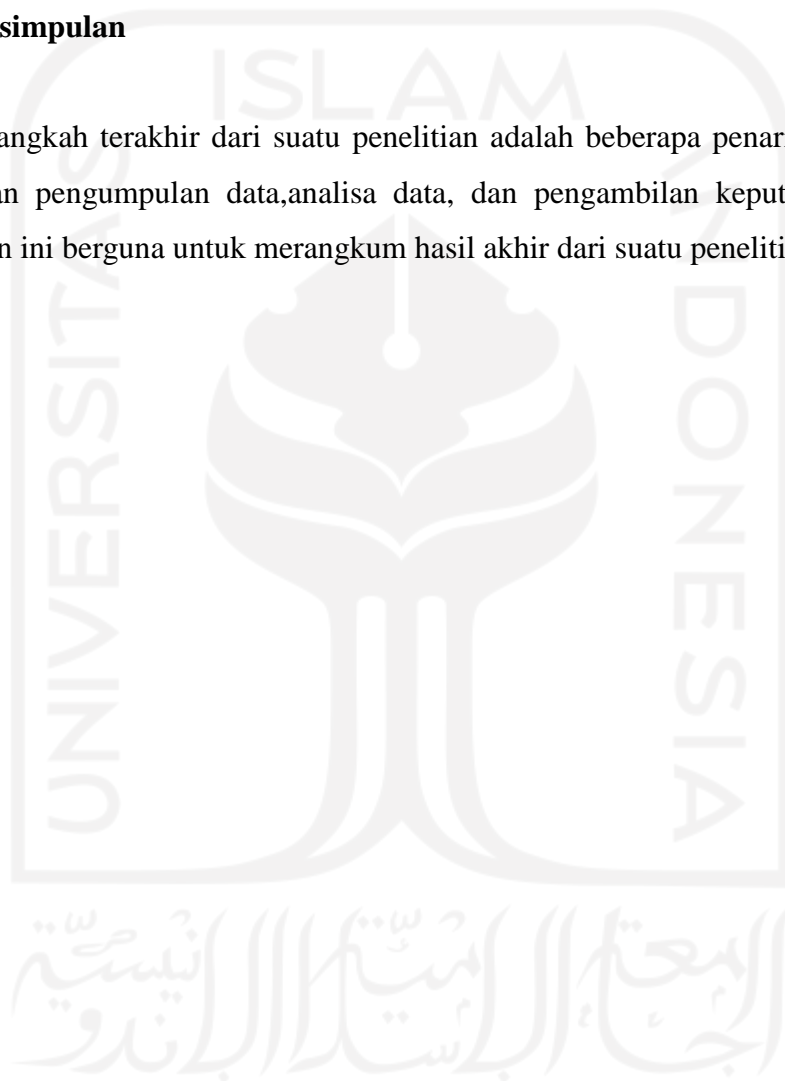 simpulan
ISLAM
angkah terakhir dari suatu penelitian adalah beberapa penar
an pengumpulan data,analisa data, dan pengambilan keput
n ini berguna untuk merangkum hasil akhir dari suatu peneliti
UNIVERSITAS
INDONESIA